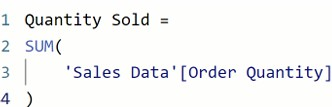 1 Quantity Sold =
2 SUM(
3 'Sales Data'[Order Quantity]
4 )